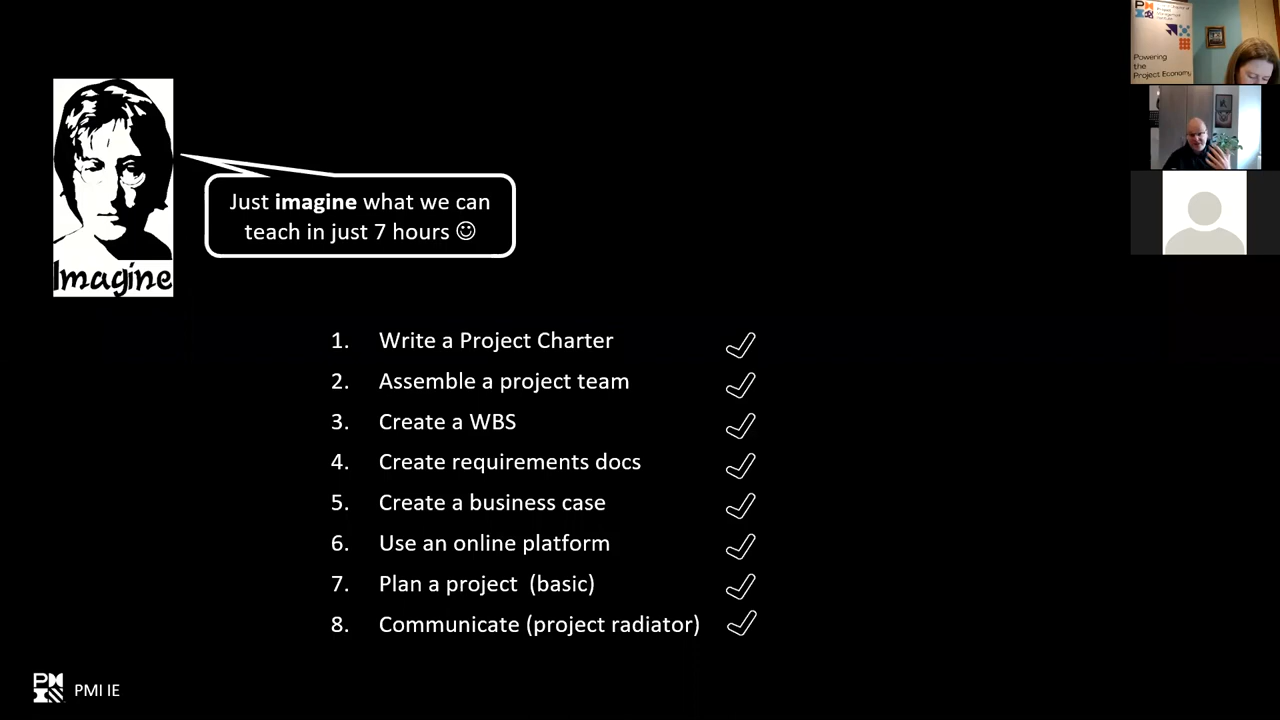 Powering
the
Project Economy
Just imagine what we can
teach in just 7 hours ☺
Imagine
1. Write a Project Charter
2. Assemble a project team
3. Create a WBS
4. Create requirements docs
5. Create a business case
6. Use an online platform
7. Plan a project (basic)
8. Communicate (project radiator)
PMI IE